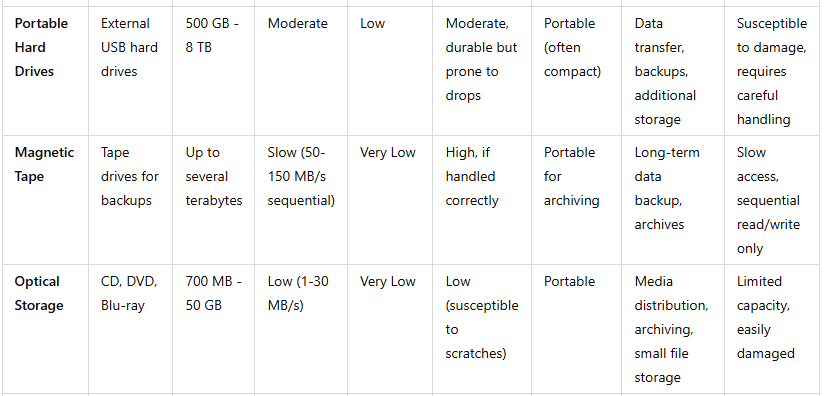 Portable Hard Drives | External USB hard drives | 500 GB - 8 TB | Moderate | Low | Moderate, durable but prone to drops | Portable (often compact) | Data transfer, backups, additional storage | Susceptible to damage, requires careful handling
Magnetic Tape | Tape drives for backups | Up to several terabytes | Slow (50-150 MB/s sequential) | Very Low | High, if handled correctly | Portable for archiving | Long-term data backup, archives | Slow access, sequential read/write only
Optical Storage | CD, DVD, Blu-ray | 700 MB - 50 GB | Low (1-30 MB/s) | Very Low | Low (susceptible to scratches) | Portable | Media distribution, archiving, small file storage | Limited capacity, easily damaged